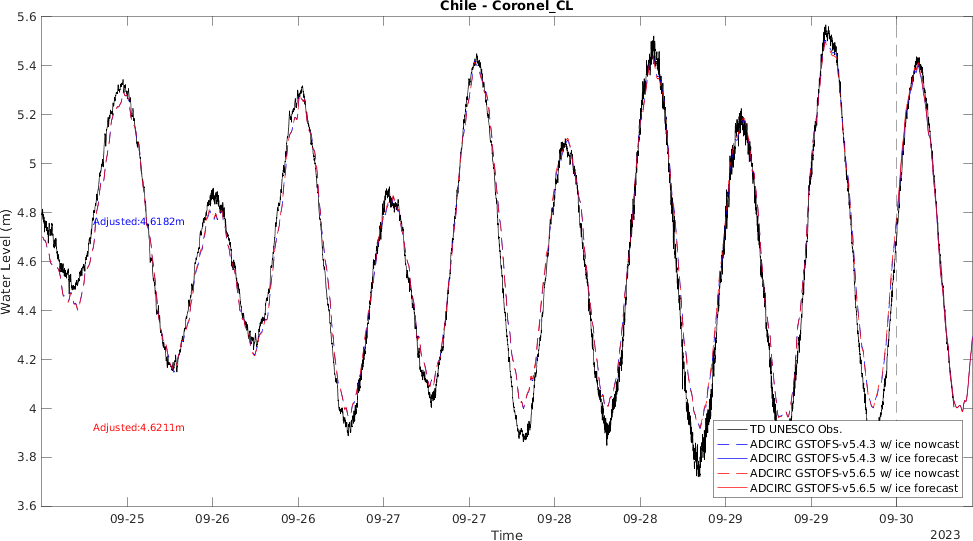 Chile - Coronel_CL
5.6
5.4
5.2
5
4.8
4.6
4.4
4.2
4
3.8
3.6
Water Level (m)
Adjusted:4.6182m
Adjusted:4.6211m
TD UNESCO Obs.
ADCIRC GSTOFS-v5.4.3 w/ ice nowcast
ADCIRC GSTOFS-v5.4.3 w/ ice forecast
ADCIRC GSTOFS-v5.6.5 w/ ice nowcast
ADCIRC GSTOFS-v5.6.5 w/ ice forecast
09-25 09-26 09-26 09-27 09-27 09-28 09-28 09-29 09-29 09-30
Time
2023